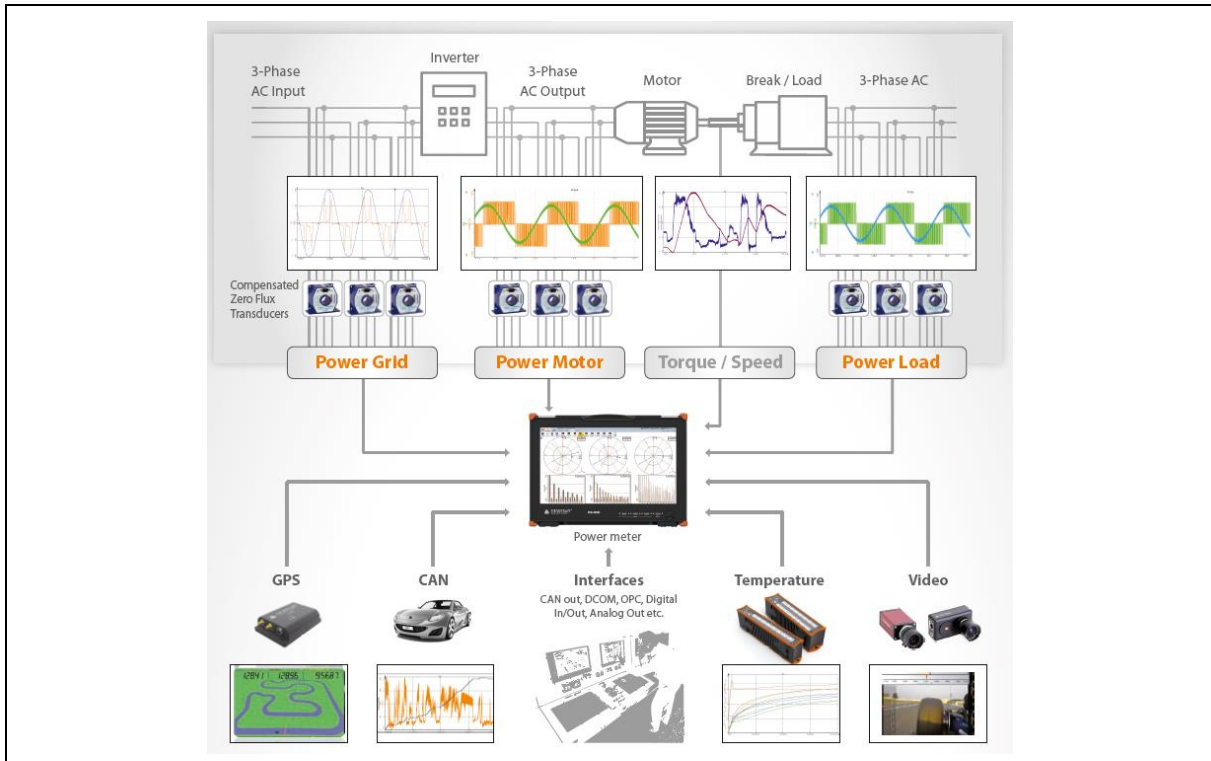 Inverter
3-Phase
AC Input
3-Phase
AC Output
Motor
Break / Load
3-Phase AC
Compensated
Zero Flux
Transducers
Power Grid
Power Motor
Torque / Speed
Power Load
Power meter
GPS
CAN
Interfaces
CAN out, DCOM, OPC, Digital
In/Out, Analog Out etc.
Temperature
Video